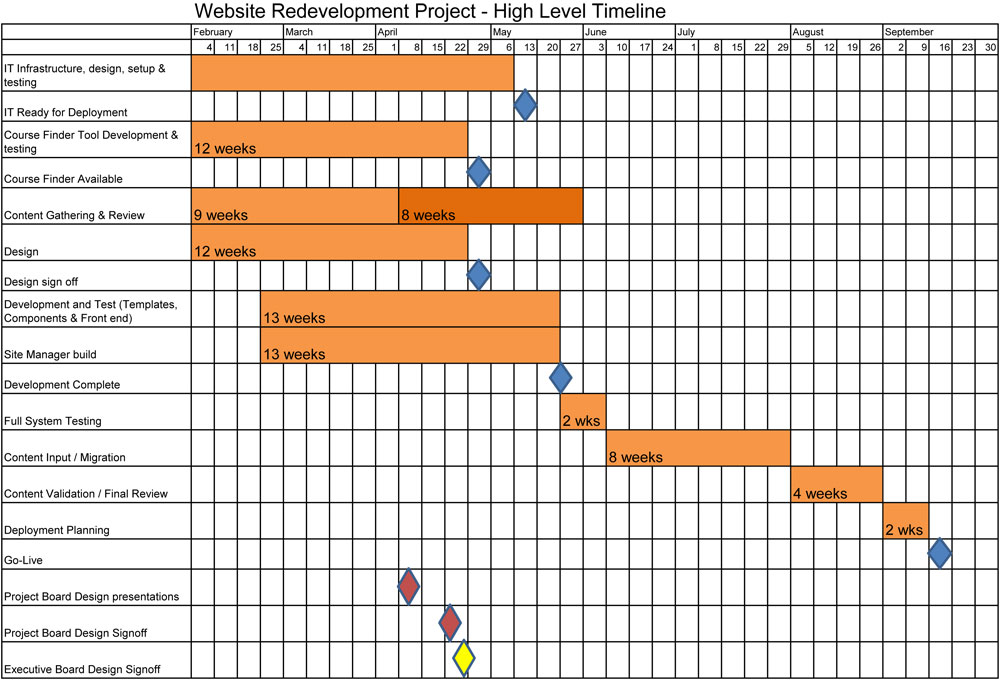 Website Redevelopment Project - High Level Timeline
February March April May June July August September
4 11 18 25 4 11 18 25 1 8 15 22 29 6 13 20 27 3 10 17 24 1 8 15 22 29 5 12 19 26 2 9 16 23 30
IT Infrastructure, design, setup &
testing
IT Ready for Deployment
Course Finder Tool Development &
testing
12 weeks
Course Finder Available
Content Gathering & Review 9 weeks 8 weeks
Design 12 weeks
Design sign off
Development and Test (Templates,
Components & Front end) 13 weeks
Site Manager build 13 weeks
Development Complete
Full System Testing 2 wks
Content Input / Migration 8 weeks
Content Validation / Final Review 4 weeks
Deployment Planning 2 wks
Go-Live
Project Board Design presentations
Project Board Design Signoff
Executive Board Design Signoff